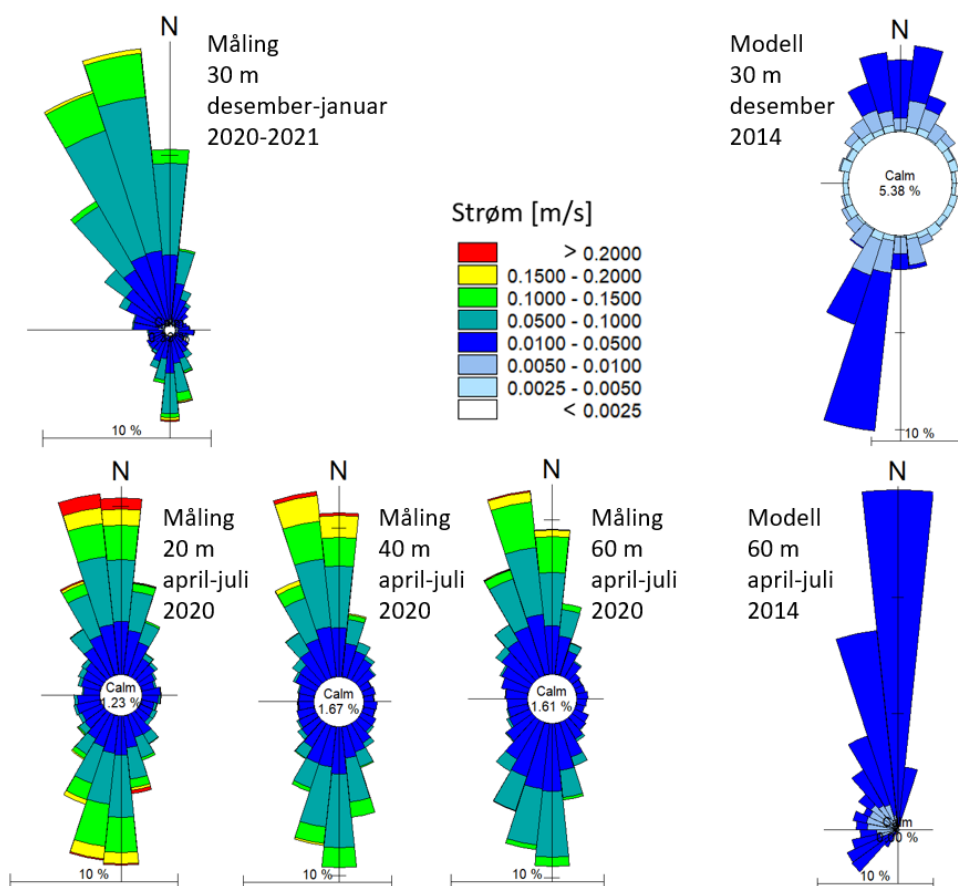 N
Måling
30 m
desember-januar
2020-2021
Calm
10 %
N
Modell
30 m
desember
2014
Calm
5.38 %
10 %
Strøm [m/s]
> 0.2000
0.1500 - 0.2000
0.1000 - 0.1500
0.0500 - 0.1000
0.0100 - 0.0500
0.0050 - 0.0100
0.0025 - 0.0050
< 0.0025
N
Måling
20 m
april-juli
2020
Calm
1.23 %
10 %
N
Måling
40 m
april-juli
2020
Calm
1.67 %
10 %
N
Måling
60 m
april-juli
2020
Calm
1.61 %
10 %
N
Modell
60 m
april-juli
2014
Calm
10 %